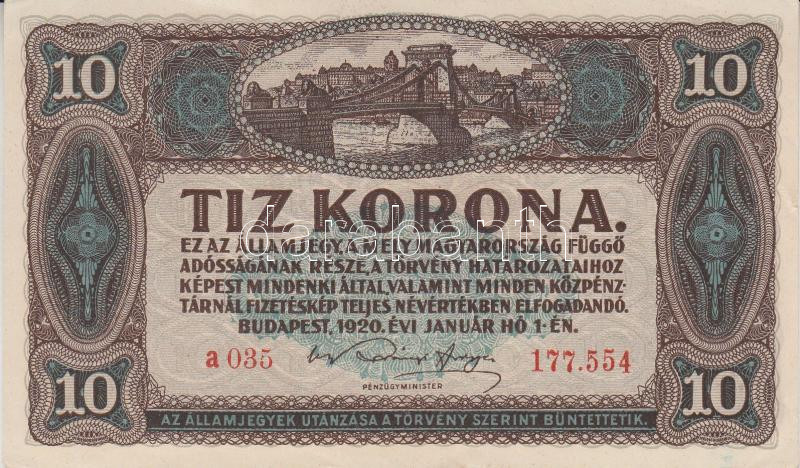 10 10
TIZ KORONA.
EZ AZ ÁLLAMJEGY, A MELY MAGYARORSZÁG FÜGGŐ
ADÓSSÁGÁNAK RÉSZE, A TÖRVÉNY HATÁROZATAIHOZ
KÉPEST MINDENKI ÁLTAL, VALAMINT MINDEN KÖZPÉNZ-
TÁRNÁL FIZETÉSKÉP TELJES NÉVÉRTÉKBEN ELFOGADANDÓ.
BUDAPEST, 1920. ÉVI JANUÁR HÓ 1-ÉN.
a 035 177.554
PÉNZÜGYMINISTER
10 10
AZ ÁLLAMJEGYEK UTÁNZÁSA A TÖRVÉNY SZERINT BÜNTETTETIK.
darabanth